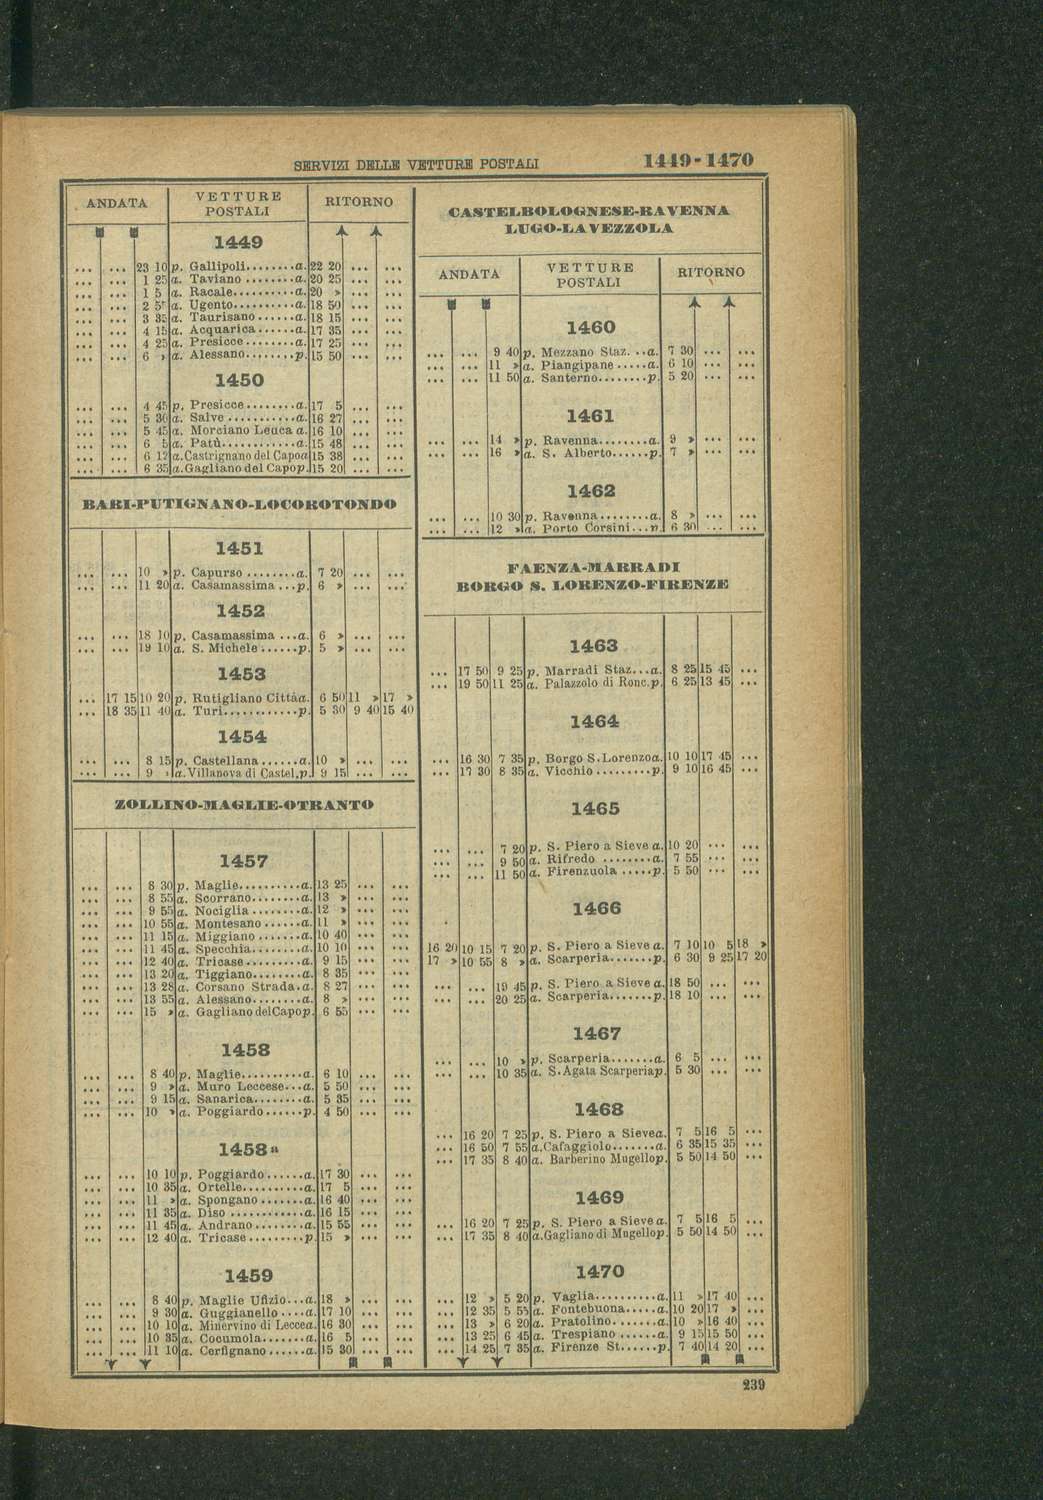 SERVIZI DELLE VETTURE POSTALI 1449-1470
ANDATA VETTURE POSTALI RITORNO
1449
... ... 23 10 p. Gallipoli........a. 22 20 ... ...
... ... 1 25 a. Taviano ........a. 20 25 ... ...
... ... 1 5 a. Racale..........a. 20 » ... ...
... ... 2 5 a. Ugento..........a. 18 50 ... ...
... ... 3 35 a. Taurisano ......a. 18 15 ... ...
... ... 4 15 a. Acquarica ......a. 17 35 ... ...
... ... 4 25 a. Presicce ........a. 17 25 ... ...
... ... 6 » a. Alessano........p. 15 50 ... ...
1450
... ... 4 45 p. Presicce ........a. 17 5 ... ...
... ... 5 30 a. Salve ...........a. 16 27 ... ...
... ... 5 45 a. Morciano Leuca a. 16 10 ... ...
... ... 6 5 a. Patù............a. 15 48 ... ...
... ... 6 12 a. Castrignano del Capo a 15 38 ... ...
... ... 6 35 a. Gagliano del Capo p. 15 20 ... ...
BARI-PUTIGNANO-LOCOROTONDO
1451
... ... 10 » p. Capurso ........a. 7 20 ... ...
... ... 11 20 a. Casamassima ...p. 6 » ... ...
1452
... ... 18 10 p. Casamassima ...a. 6 » ... ...
... ... 19 10 a. S. Michele ......p. 5 » ... ...
1453
... 17 15 10 20 p. Rutigliano Città a. 6 50 11 » 17 »
... 18 35 11 40 a. Turi............p. 5 30 9 40 15 40
1454
... ... 8 15 p. Castellana ......a. 10 » ... ...
... ... 9 » a. Villanova di Castel. p. 9 15 ... ...
ZOLLINO-MAGLIE-OTRANTO
1457
... ... 8 30 p. Maglie..........a. 13 25 ... ...
... ... 8 55 a. Scorrano........a. 13 » ... ...
... ... 9 55 a. Nociglia ........a. 12 » ... ...
... ... 10 55 a. Montesano ......a. 11 » ... ...
... ... 11 15 a. Miggiano .......a. 10 40 ... ...
... ... 11 45 a. Specchia........a. 10 10 ... ...
... ... 12 40 a. Tricase .........a. 9 15 ... ...
... ... 13 20 a. Tiggiano........a. 8 35 ... ...
... ... 13 28 a. Corsano Strada.a. 8 27 ... ...
... ... 13 55 a. Alessano........a. 8 » ... ...
... ... 15 » a. Gagliano del Capo p. 6 55 ... ...
1458
... ... 8 40 p. Maglie..........a. 6 10 ... ...
... ... 9 » a. Muro Leccese...a. 5 50 ... ...
... ... 9 15 a. Sanarica........a. 5 35 ... ...
... ... 10 » a. Poggiardo......p. 4 50 ... ...
1458a
... ... 10 10 p. Poggiardo ......a. 17 30 ... ...
... ... 10 35 a. Ortelle..........a. 17 5 ... ...
... ... 11 » a. Spongano .......a. 16 40 ... ...
... ... 11 35 a. Diso ............a. 16 15 ... ...
... ... 11 45 a. Andrano ........a. 15 55 ... ...
... ... 12 40 a. Tricase .........p. 15 » ... ...
1459
... ... 8 40 p. Maglie Ufizio...a. 18 » ... ...
... ... 9 30 a. Guggianello ....a. 17 10 ... ...
... ... 10 10 a. Minervino di Lecce a. 16 30 ... ...
... ... 10 35 a. Cocumola.......a. 16 5 ... ...
... ... 11 10 a. Cerfignano ......a. 15 30 ... ...
CASTELBOLOGNESE-RAVENNA
LUGO-LAVEZZOLA
ANDATA VETTURE POSTALI RITORNO
1460
... ... 9 40 p. Mezzano Staz. ..a. 7 30 ... ...
... ... 11 » a. Piangipane .....a. 6 10 ... ...
... ... 11 50 a. Santerno........p. 5 20 ... ...
1461
... ... 14 » p. Ravenna........a. 9 » ... ...
... ... 16 » a. S. Alberto......p. 7 » ... ...
1462
... ... 10 30 p. Ravenna........a. 8 » ... ...
... ... 12 » a. Porto Corsini...p. 6 30 ... ...
FAENZA-MARRADI
BORGO S. LORENZO-FIRENZE
1463
... 17 50 9 25 p. Marradi Staz...a. 8 25 15 45 ...
... 19 50 11 25 a. Palazzolo di Rone. p. 6 25 13 45 ...
1464
... 16 30 7 35 p. Borgo S. Lorenzo a. 10 10 17 45 ...
... 17 30 8 35 a. Vicchio .........p. 9 10 16 45 ...
1465
... ... 7 20 p. S. Piero a Sieve a. 10 20 ... ...
... ... 9 50 a. Rifredo ........a. 7 55 ... ...
... ... 11 50 a. Firenzuola .....p. 5 50 ... ...
1466
16 20 10 15 7 20 p. S. Piero a Sieve a. 7 10 10 5 18 »
17 » 10 55 8 » a. Scarperia.......p. 6 30 9 25 17 20
... ... 19 45 p. S. Piero a Sieve a. 18 50 ... ...
... ... 20 25 a. Scarperia.......p. 18 10 ... ...
1467
... ... 10 » p. Scarperia.......a. 6 5 ... ...
... ... 10 35 a. S. Agata Scarperia p. 5 30 ... ...
1468
... 16 20 7 25 p. S. Piero a Sieve a. 7 5 16 5 ...
... 16 50 7 55 a. Cafaggiolo.......a. 6 35 15 35 ...
... 17 35 8 40 a. Barberino Mugello p. 5 50 14 50 ...
1469
... 16 20 7 25 p. S. Piero a Sieve a. 7 5 16 5 ...
... 17 35 8 40 a. Gagliano di Mugello p. 5 50 14 50 ...
1470
... 12 » 5 20 p. Vaglia..........a. 11 » 17 40 ...
... 12 35 5 55 a. Fontebuona.....a. 10 20 17 » ...
... 13 » 6 20 a. Pratolino.......a. 10 » 16 40 ...
... 13 25 6 45 a. Trespiano ......a. 9 15 15 50 ...
... 14 25 7 35 a. Firenze St......p. 7 40 14 20 ...
239